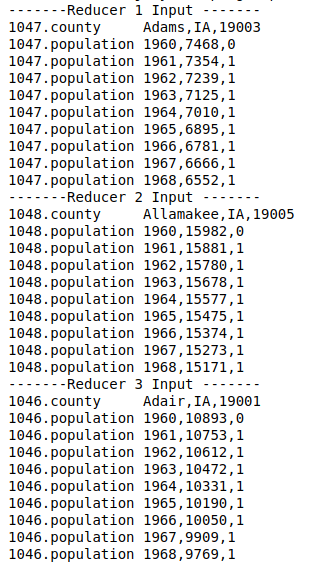 -------Reducer 1 Input -------
1047.county     Adams,IA,19003
1047.population 1960,7468,0
1047.population 1961,7354,1
1047.population 1962,7239,1
1047.population 1963,7125,1
1047.population 1964,7010,1
1047.population 1965,6895,1
1047.population 1966,6781,1
1047.population 1967,6666,1
1047.population 1968,6552,1
-------Reducer 2 Input -------
1048.county     Allamakee,IA,19005
1048.population 1960,15982,0
1048.population 1961,15881,1
1048.population 1962,15780,1
1048.population 1963,15678,1
1048.population 1964,15577,1
1048.population 1965,15475,1
1048.population 1966,15374,1
1048.population 1967,15273,1
1048.population 1968,15171,1
-------Reducer 3 Input -------
1046.county     Adair,IA,19001
1046.population 1960,10893,0
1046.population 1961,10753,1
1046.population 1962,10612,1
1046.population 1963,10472,1
1046.population 1964,10331,1
1046.population 1965,10190,1
1046.population 1966,10050,1
1046.population 1967,9909,1
1046.population 1968,9769,1